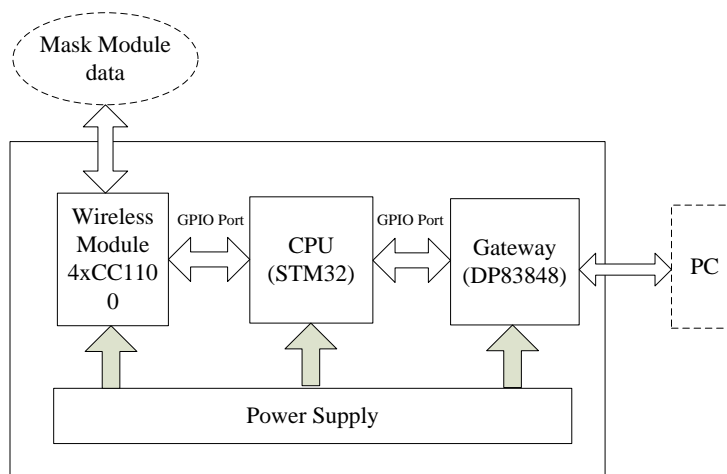 Mask Module
data
Wireless
Module
4xCC110
0
GPIO Port
CPU
(STM32)
GPIO Port
Gateway
(DP83848)
PC
Power Supply